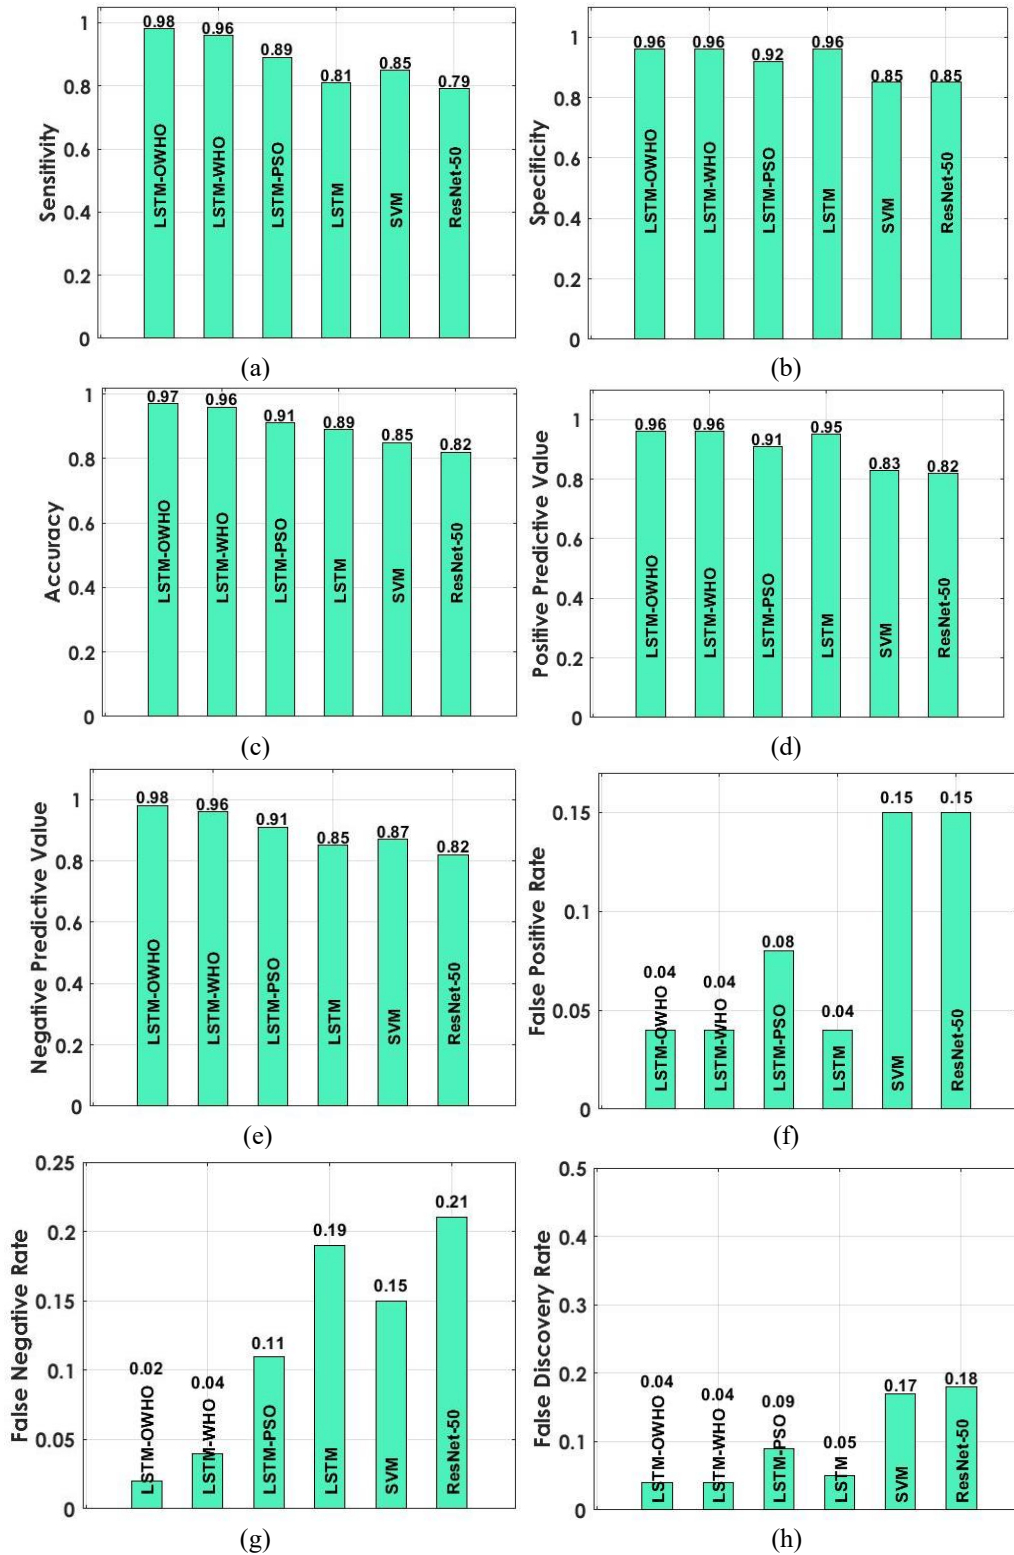 1
0.8
0.6
0.4
0.2
0
Sensitivity
0.98
0.96
0.89
0.81
0.85
0.79
LSTM-OWHO
LSTM-WHO
LSTM-PSO
LSTM
SVM
ResNet-50
(a)
1
0.8
0.6
0.4
0.2
0
Specificity
0.96
0.96
0.92
0.96
0.85
0.85
LSTM-OWHO
LSTM-WHO
LSTM-PSO
LSTM
SVM
ResNet-50
(b)
1
0.8
0.6
0.4
0.2
0
Accuracy
0.97
0.96
0.91
0.89
0.85
0.82
LSTM-OWHO
LSTM-WHO
LSTM-PSO
LSTM
SVM
ResNet-50
(c)
1
0.8
0.6
0.4
0.2
0
Positive Predictive Value
0.96
0.96
0.91
0.95
0.83
0.82
LSTM-OWHO
LSTM-WHO
LSTM-PSO
LSTM
SVM
ResNet-50
(d)
1
0.8
0.6
0.4
0.2
0
Negative Predictive Value
0.98
0.96
0.91
0.85
0.87
0.82
LSTM-OWHO
LSTM-WHO
LSTM-PSO
LSTM
SVM
ResNet-50
(e)
0.15
0.1
0.05
0
False Positive Rate
0.04
0.04
0.08
0.04
0.15
0.15
LSTM-OWHO
LSTM-WHO
LSTM-PSO
LSTM
SVM
ResNet-50
(f)
0.25
0.2
0.15
0.1
0.05
0
False Negative Rate
0.02
0.04
0.11
0.19
0.15
0.21
LSTM-OWHO
LSTM-WHO
LSTM-PSO
LSTM
SVM
ResNet-50
(g)
0.5
0.4
0.3
0.2
0.1
0
False Discovery Rate
0.04
0.04
0.09
0.05
0.17
0.18
LSTM-OWHO
LSTM-WHO
LSTM-PSO
LSTM
SVM
ResNet-50
(h)